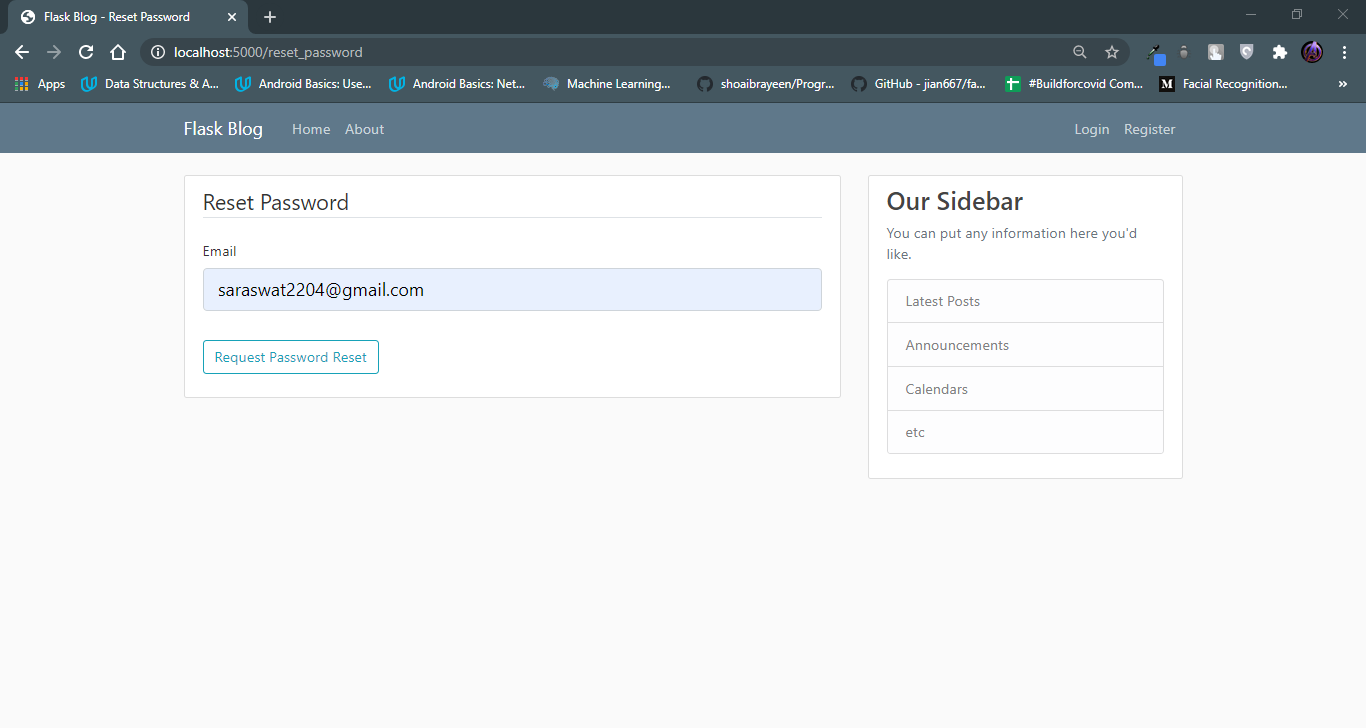 Flask Blog - Reset Password
localhost:5000/reset_password
Apps
Data Structures & A...
Android Basics: Use...
Android Basics: Net...
Machine Learning...
shoaibrayeen/Progr...
GitHub - jian667/fa...
#Buildforcovid Com...
M
Facial Recognition...
»
Flask Blog
Home
About
Login
Register
Reset Password
Email
saraswat2204@gmail.com
Request Password Reset
Our Sidebar
You can put any information here you'd
like.
Latest Posts
Announcements
Calendars
etc